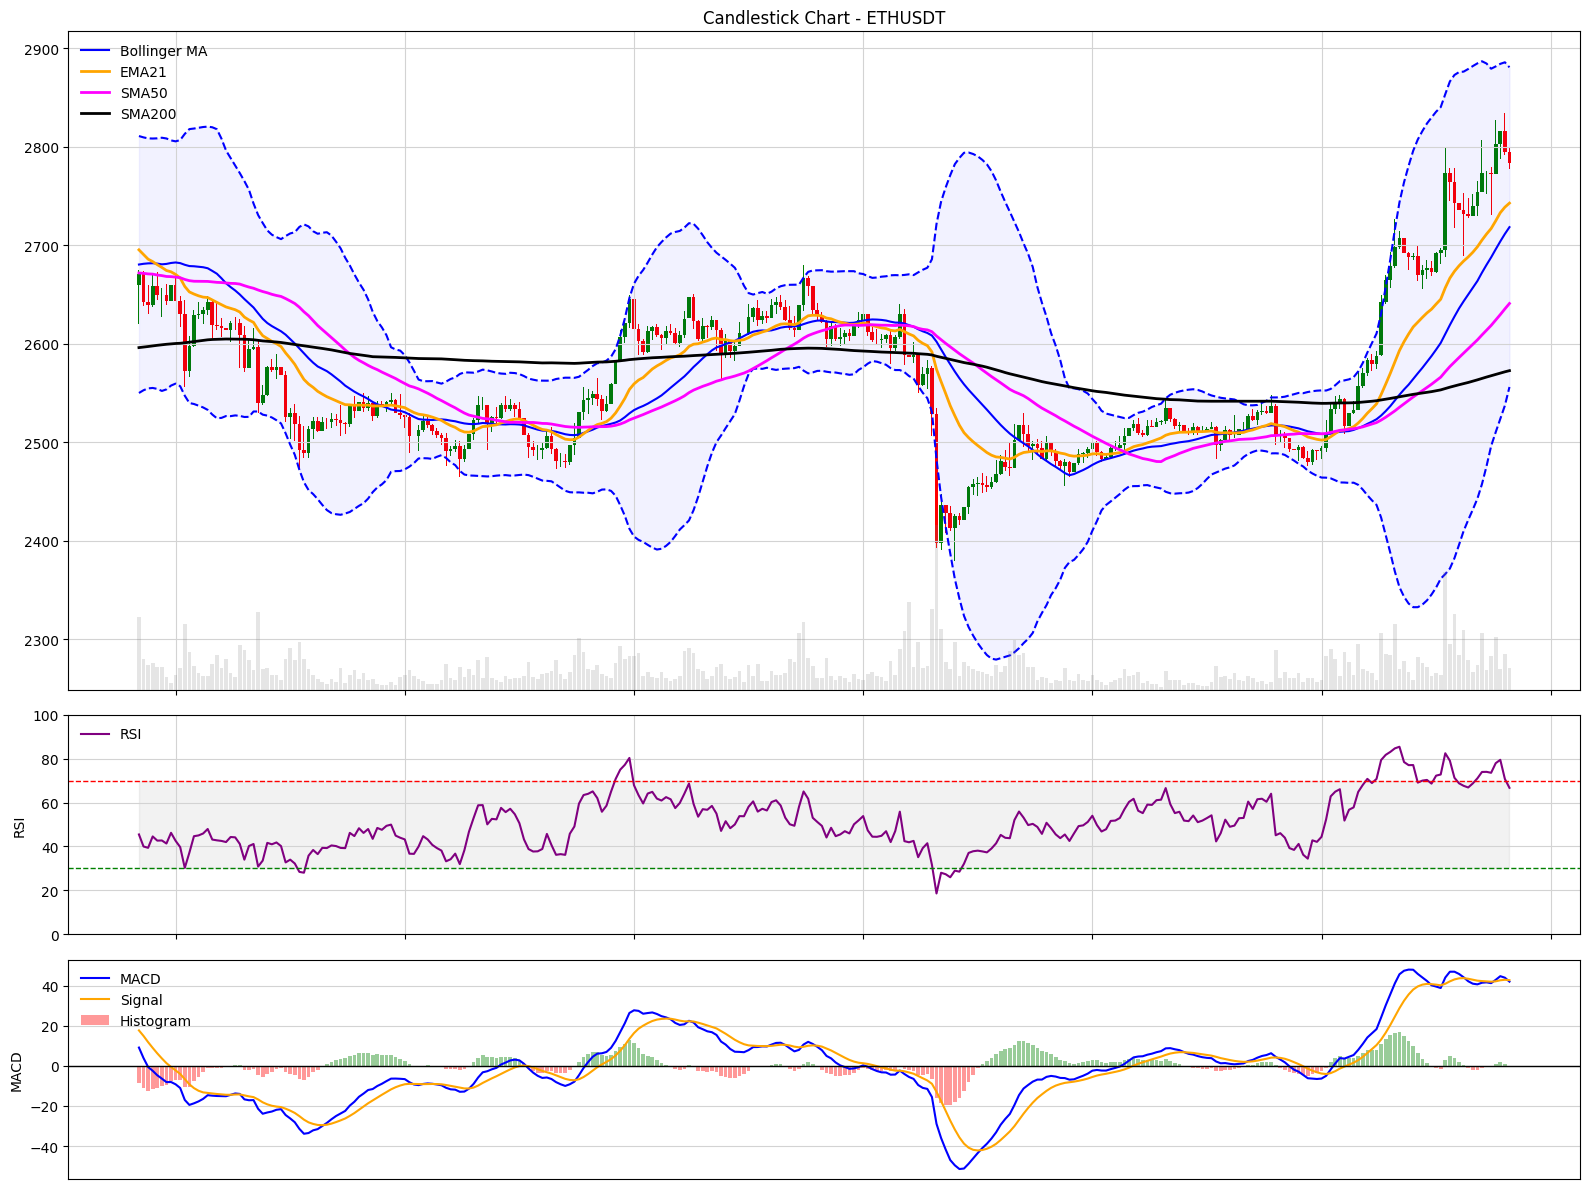 Candlestick Chart - ETHUSDT
2900
2800
2700
2600
2500
2400
2300
Bollinger MA
EMA21
SMA50
SMA200
100
80
60
40
20
0
RSI
RSI
40
20
0
−20
−40
MACD
MACD
Signal
Histogram